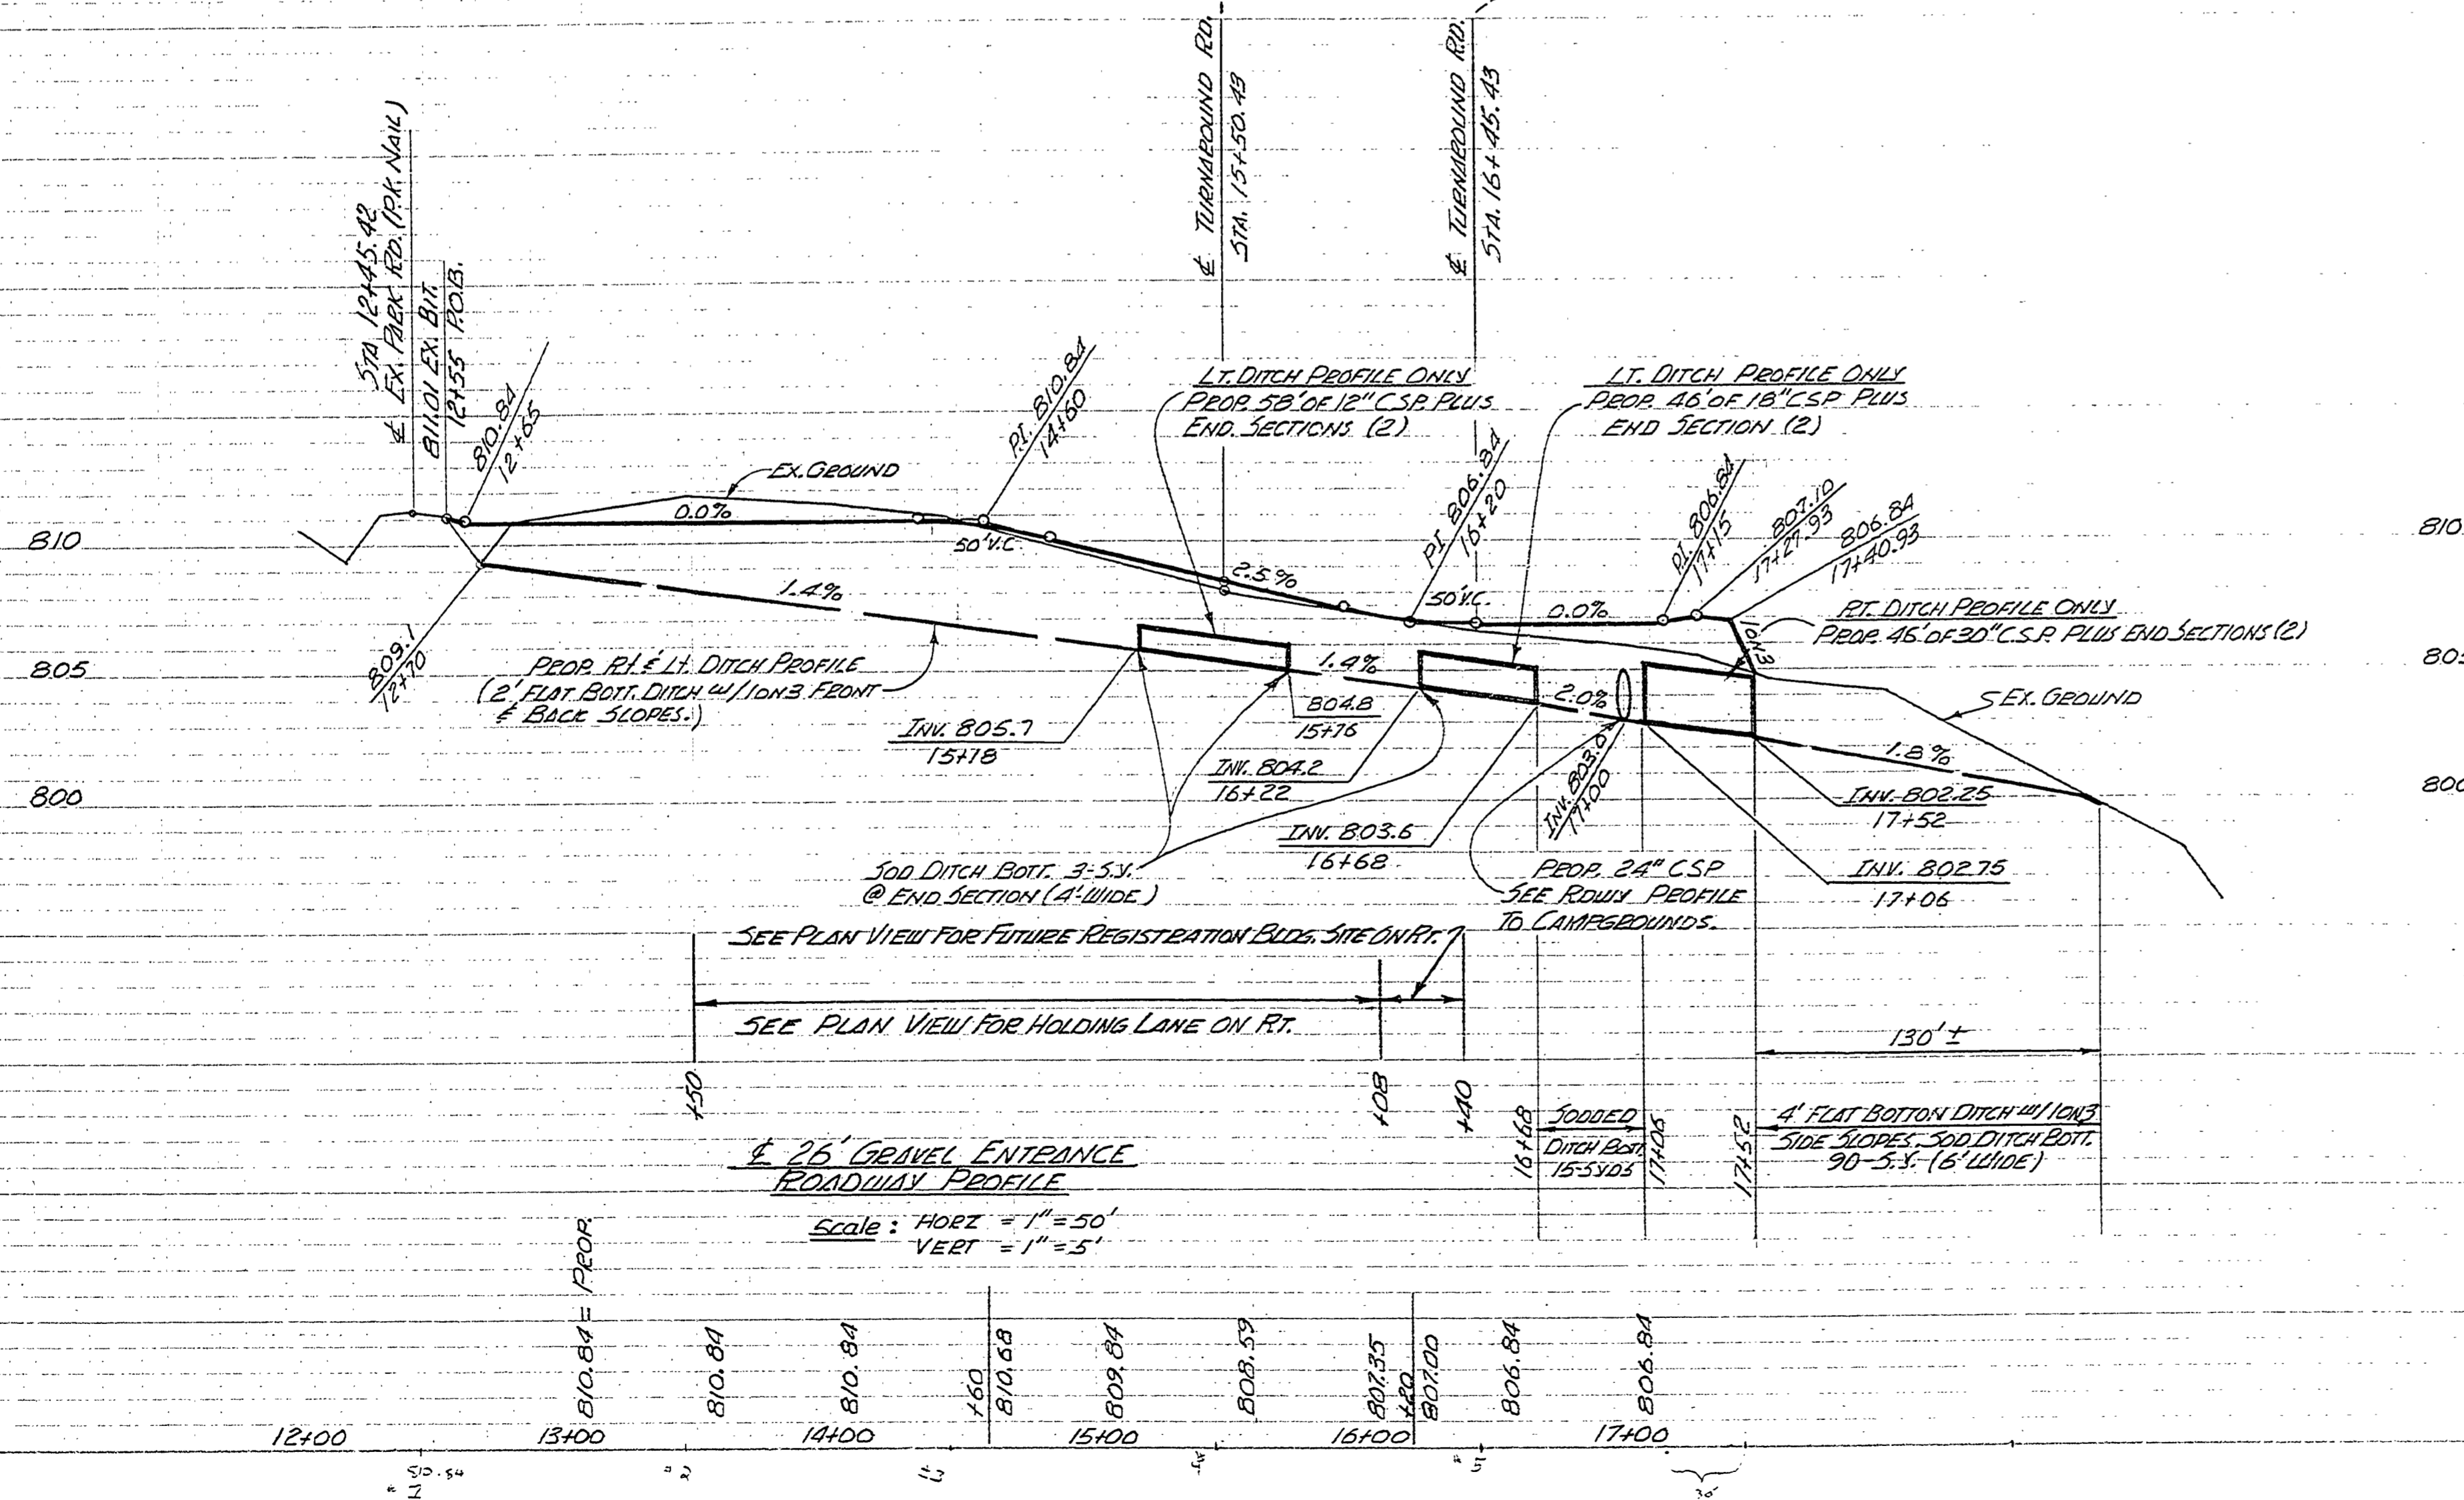 ℄ TURNAROUND RD.
STA. 15+50.43
℄ TURNAROUND RD.
STA. 16+45.43
STA 12+45.42
℄ EX. PARK RD. (P.K. NAIL)
811.01 EX. BIT.
12+55 P.O.B.
810.84
12+65
P.I. 810.84
14+60
LT. DITCH PROFILE ONLY
PROP. 58' OF 12" CSP. PLUS
END. SECTIONS (2)
LT. DITCH PROFILE ONLY
PROP. 46' OF 18" CSP PLUS
END SECTION (2)
EX. GROUND
0.0%
50' V.C.
2.5%
P.I. 806.84
16+20
50' V.C.
0.0%
P.I. 806.84
17+15
807.10
17+27.93
806.84
17+40.93
1 ON 3
RT. DITCH PROFILE ONLY
PROP. 46' OF 30" C.S.P. PLUS END SECTIONS (2)
810
810
805
805
800
800
809.1
12+70
1.4%
PROP. RT. & LT. DITCH PROFILE
(2' FLAT BOTT. DITCH W/ 1 ON 3 FRONT
& BACK SLOPES.)
INV. 805.7
15+18
1.4%
804.8
15+76
INV. 804.2
16+22
INV. 803.6
16+68
2.0%
INV. 803.0
17+00
EX. GROUND
1.8%
INV. 802.25
17+52
INV. 802.75
17+06
SOD DITCH BOTT. 3-S.Y.
@ END SECTION (4'-WIDE)
PROP. 24" CSP
SEE RDWY PROFILE
TO CAMPGROUNDS.
SEE PLAN VIEW FOR FUTURE REGISTRATION BLDG. SITE ON RT.
SEE PLAN VIEW FOR HOLDING LANE ON RT.
130' ±
+50
+08
+40
16+68
SODDED
DITCH BOTT.
15-SYDS
17+06
17+52
4' FLAT BOTTON DITCH W/ 1 ON 3
SIDE SLOPES. SOD DITCH BOTT.
90-S.Y. (6' WIDE)
℄ 26' GRAVEL ENTRANCE
ROADWAY PROFILE
Scale: HORZ = 1" = 50'
VERT = 1" = 5'
810.84 = PROP.
810.84
810.84
+60
810.68
809.84
808.59
807.35
+20
807.00
806.84
806.84
12+00
13+00
14+00
15+00
16+00
17+00
810.84
30'